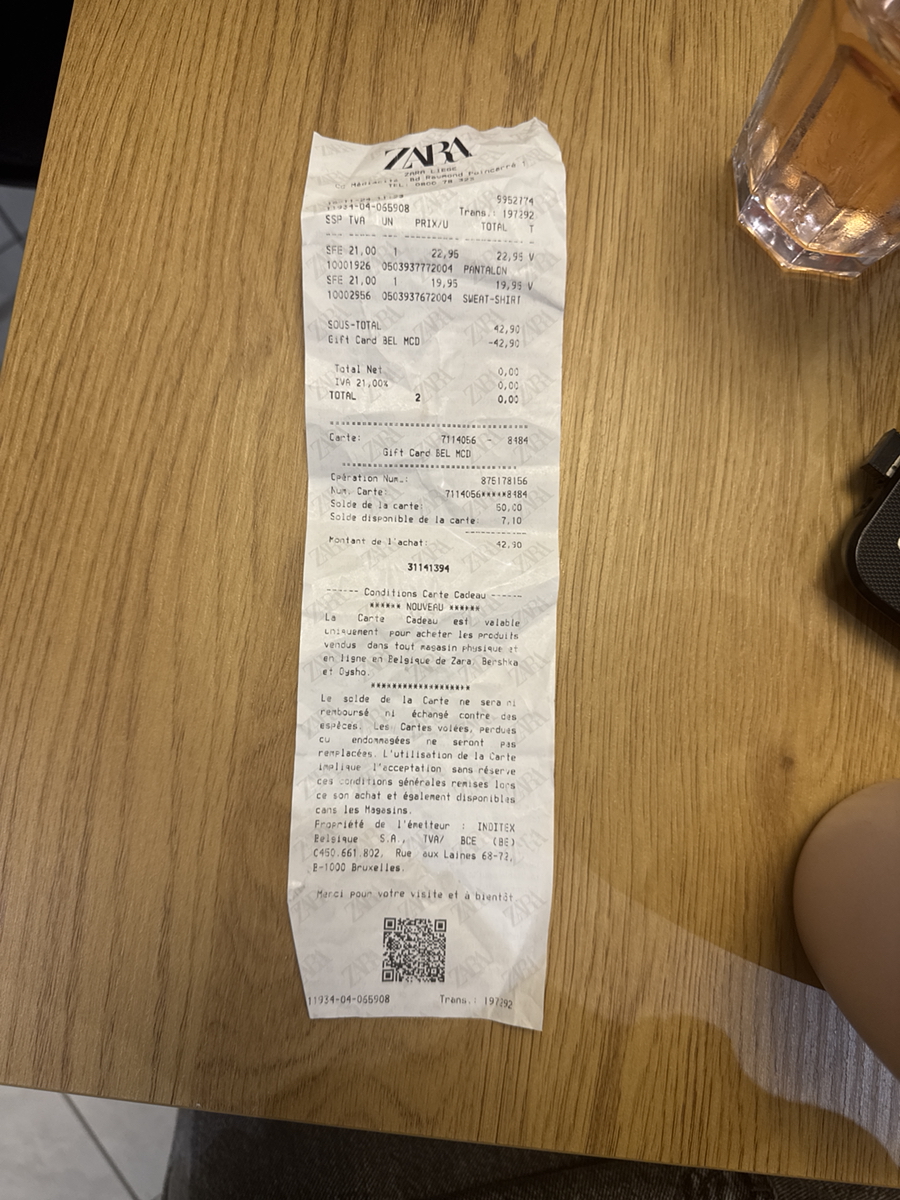 ZARA
ZARA LIEGE
Bd Raymond Poincarré
TEL: 0800
9952774
11934-04-065908 Trans.: 197292
SSP TVA UN PRIX/U TOTAL T
SFE 21,00 1 22,95 22,95 V
10001926 0503937772004 PANTALON
SFE 21,00 1 19,95 19,95 V
10002956 0503937672004 SWEAT-SHIRT
SOUS-TOTAL 42,90
Gift Card BEL MCD -42,90
Total Net 0,00
IVA 21,00% 0,00
TOTAL 2 0,00
*****************************************
Carte: 7114056 - 8484
Gift Card BEL MCD
************************************
Opération Num.: 875178156
Num. Carte: 7114056*****8484
Solde de la carte: 50,00
Solde disponible de la carte: 7,10
Montant de l'achat: 42,90
31141394
------ Conditions Carte Cadeau ------
****** NOUVEAU ******
La Carte Cadeau est valable
uniquement pour acheter les produits
vendus dans tout magasin physique et
en ligne en Belgique de Zara, Bershka
et Oysho.
********************
Le solde de la Carte ne sera ni
remboursé ni échangé contre des
espèces. Les Cartes volées, perdues
ou endommagées ne seront pas
remplacées. L'utilisation de la Carte
implique l'acceptation sans réserve
des conditions générales remises lors
de son achat et également disponibles
dans les Magasins.
Propriété de l'émetteur : INDITEX
Belgique S.A., TVA/ BCE (BE)
0450.661.802, Rue aux Laines 68-72,
B-1000 Bruxelles.
Merci pour votre visite et à bientôt
11934-04-065908 Trans.: 197292